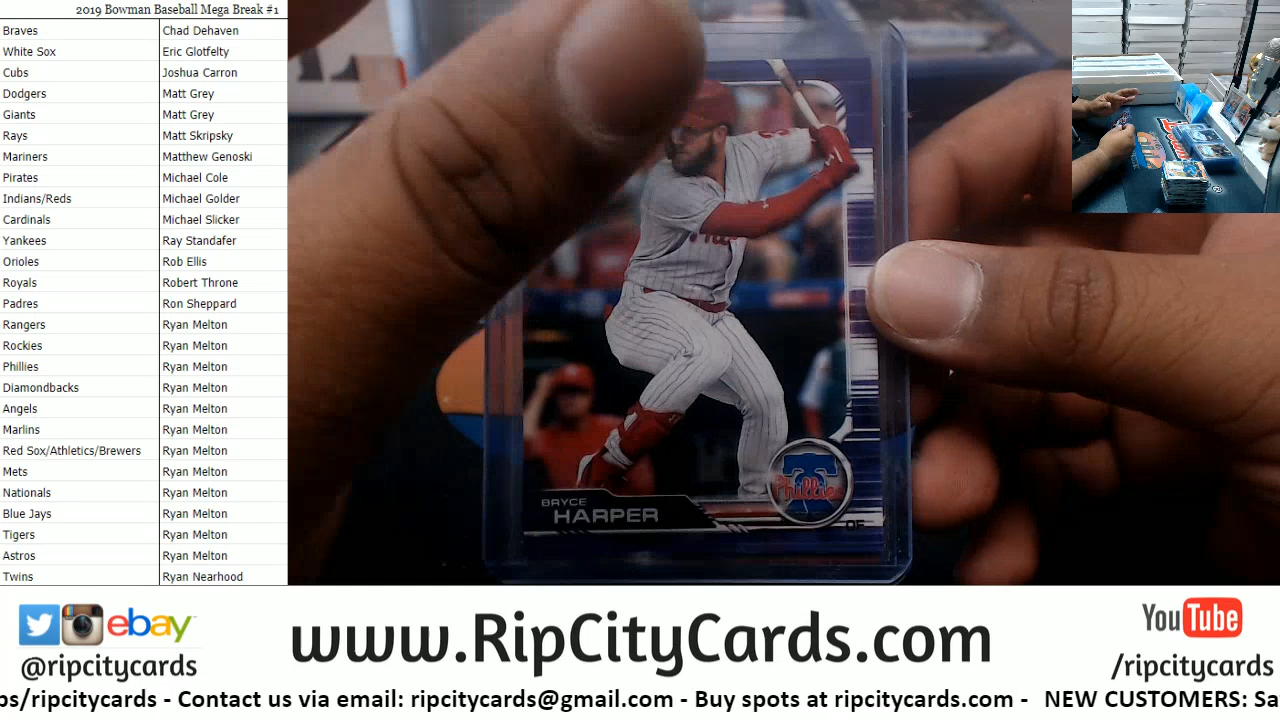 2019 Bowman Baseball Mega Break #1
Braves Chad Dehaven
White Sox Eric Glotfelty
Cubs Joshua Carron
Dodgers Matt Grey
Giants Matt Grey
Rays Matt Skripsky
Mariners Matthew Genoski
Pirates Michael Cole
Indians/Reds Michael Golder
Cardinals Michael Slicker
Yankees Ray Standafer
Orioles Rob Ellis
Royals Robert Throne
Padres Ron Sheppard
Rangers Ryan Melton
Rockies Ryan Melton
Phillies Ryan Melton
Diamondbacks Ryan Melton
Angels Ryan Melton
Marlins Ryan Melton
Red Sox/Athletics/Brewers Ryan Melton
Mets Ryan Melton
Nationals Ryan Melton
Blue Jays Ryan Melton
Tigers Ryan Melton
Astros Ryan Melton
Twins Ryan Nearhood
Phillies
BRYCE
HARPER
OF
ebay
@ripcitycards
www.RipCityCards.com
YouTube
/ripcitycards
ps/ripcitycards - Contact us via email: ripcitycards@gmail.com - Buy spots at ripcitycards.com - NEW CUSTOMERS: Sa